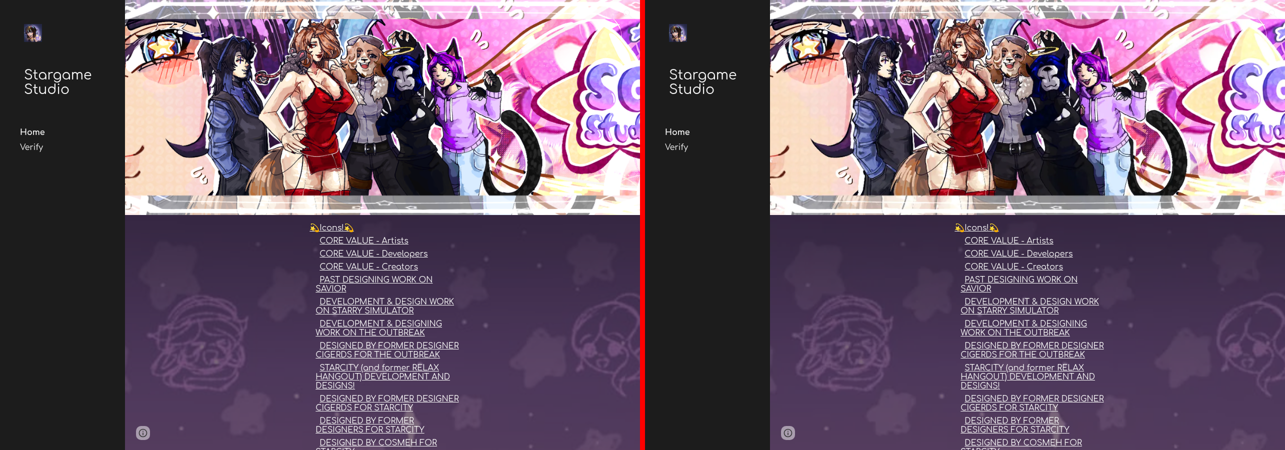 Stargame
Studio
Home
Verify
💫Icons!💫
CORE VALUE - Artists
CORE VALUE - Developers
CORE VALUE - Creators
PAST DESIGNING WORK ON
SAVIOR
DEVELOPMENT & DESIGN WORK
ON STARRY SIMULATOR
DEVELOPMENT & DESIGNING
WORK ON THE OUTBREAK
DESIGNED BY FORMER DESIGNER
CIGERDS FOR THE OUTBREAK
STARCITY (and former RËLAX
HANGOUT) DEVELOPMENT AND
DESIGNS!
DESIGNED BY FORMER DESIGNER
CIGERDS FOR STARCITY
DESIGNED BY FORMER
DESIGNERS FOR STARCITY
DESIGNED BY COSMEH FOR
STARCITY
Stargame
Studio
Home
Verify
💫Icons!💫
CORE VALUE - Artists
CORE VALUE - Developers
CORE VALUE - Creators
PAST DESIGNING WORK ON
SAVIOR
DEVELOPMENT & DESIGN WORK
ON STARRY SIMULATOR
DEVELOPMENT & DESIGNING
WORK ON THE OUTBREAK
DESIGNED BY FORMER DESIGNER
CIGERDS FOR THE OUTBREAK
STARCITY (and former RËLAX
HANGOUT) DEVELOPMENT AND
DESIGNS!
DESIGNED BY FORMER DESIGNER
CIGERDS FOR STARCITY
DESIGNED BY FORMER
DESIGNERS FOR STARCITY
DESIGNED BY COSMEH FOR
STARCITY